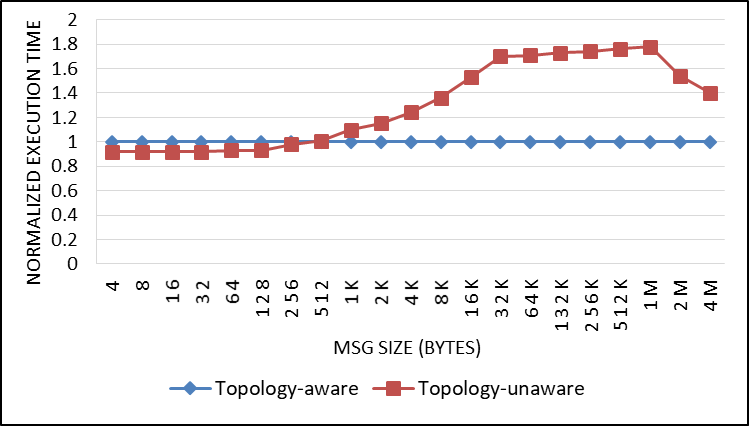 NORMALIZED EXECUTION TIME
2
1.8
1.6
1.4
1.2
1
0.8
0.6
0.4
0.2
0
4
8
16
32
64
128
256
512
1K
2K
4K
8K
16K
32K
64K
132K
256K
512K
1M
2M
4M
MSG SIZE (BYTES)
Topology-aware Topology-unaware